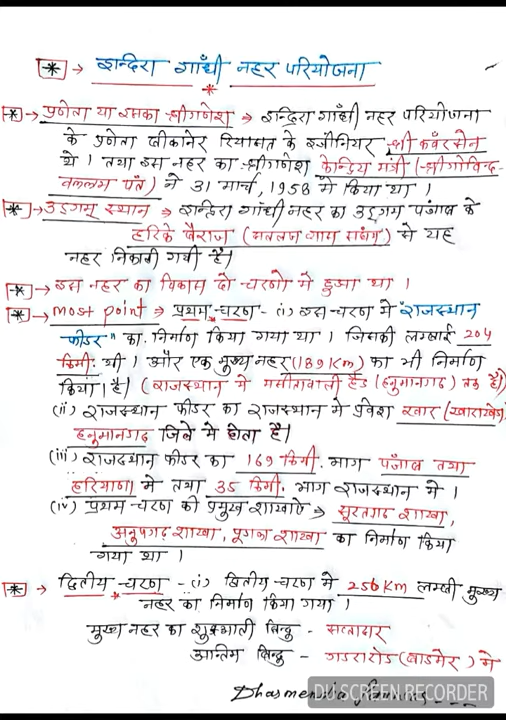 * → इन्दिरा गाँधी नहर परियोजना
* → प्रणेता या इसका श्रीगणेश ⇒ इन्दिरा गाँधी नहर परियोजना
के प्रणेता बीकानेर रियासत के इंजीनियर श्री कँवरसेन
थे। तथा इस नहर का श्रीगणेश केन्द्रिय मंत्री (श्री गोविन्द-
वल्लभ पंत) ने 31 मार्च, 1958 मे किया था।
* → उद्गम स्थान ⇒ इन्दिरा गाँधी नहर का उद्गम पंजाब के
हरिके बैराज (सतलज व्यास संगम) से यह
नहर निकाली गयी है।
* → इस नहर का विकास दो चरणो मे हुआ था।
* → most point ⇒ प्रथम चरण - (i) इस चरण मे "राजस्थान
फीडर" का निर्माण किया गया था। जिसकी लम्बाई 204
किमी. थी। और एक मुख्य नहर (189 Km) का भी निर्माण
किया है। (राजस्थान मे मसीतावाली हैड (हनुमानगढ) तक है)
(ii) राजस्थान फीडर का राजस्थान मे प्रवेश खारा
हनुमानगढ जिले मे होता है।
(iii) राजस्थान फीडर का 169 किमी. भाग पंजाब तथा
हरियाणा मे तथा 35 किमी. भाग राजस्थान मे।
(iv) प्रथम चरण की प्रमुख शाखाऐ ⇒ सूरतगढ शाखा,
अनुपगढ शाखा, पूगल शाखा का निर्माण किया
गया था।
* → द्वितीय चरण - (i) द्वितीय चरण मे 256 Km लम्बी मुख्य
नहर का निर्माण किया गया।
मुख्य नहर का शुरुआती बिन्दु - सत्तासर
अन्तिम बिन्दु - गडरारोड (बाडमेर) मे
DU SCREEN RECORDER
Dharmendra